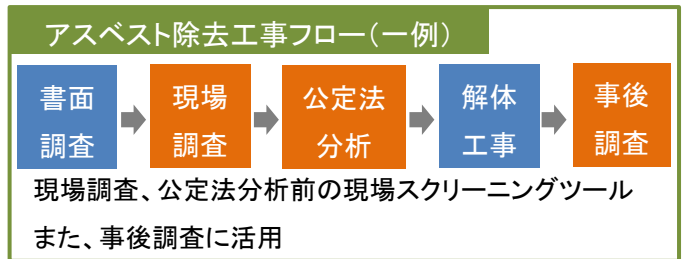 アスベスト除去工事フロー（一例）
書面調査 現場調査 公定法分析 解体工事 事後調査
現場調査、公定法分析前の現場スクリーニングツール
また、事後調査に活用